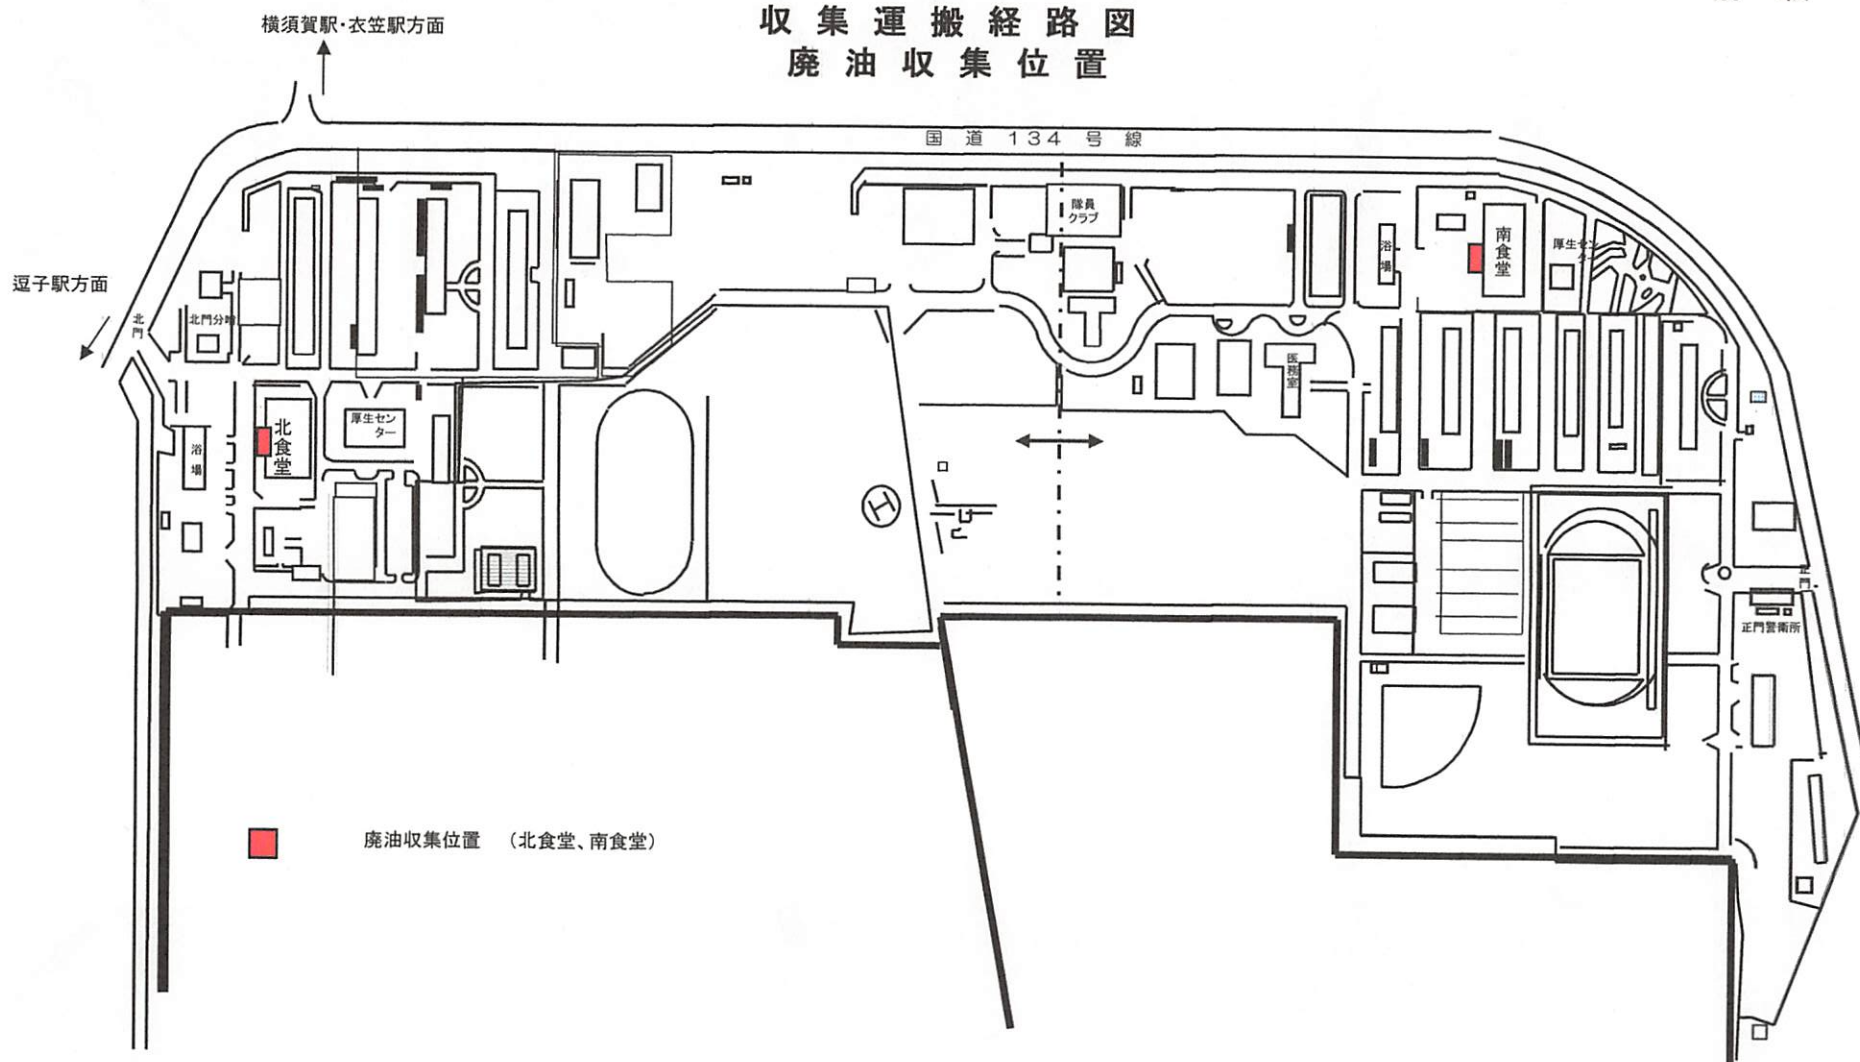 収集運搬経路図
廃油収集位置
横須賀駅・衣笠駅方面
国道134号線
逗子駅方面
北門
北門分哨
隊員
クラブ
浴場
南食堂
厚生セン
ター
医務室
浴場
北食堂
厚生セン
ター
H
正門
正門警衛所
廃油収集位置 （北食堂、南食堂）